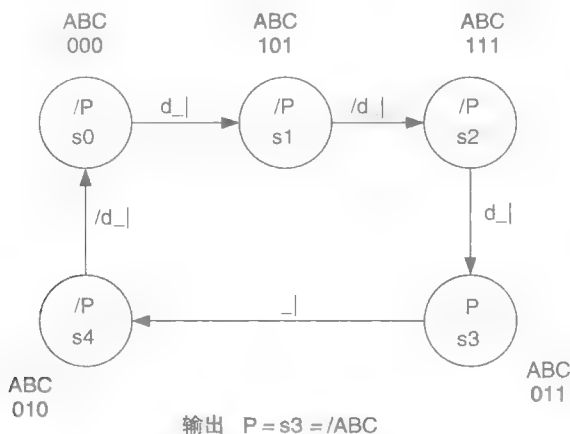 ABC
000
ABC
101
ABC
111
/P
s0
d_|
/P
s1
/d_|
/P
s2
d_|
/d_|
/P
s4
_|
P
s3
ABC
010
ABC
011
输出 P = s3 = /ABC